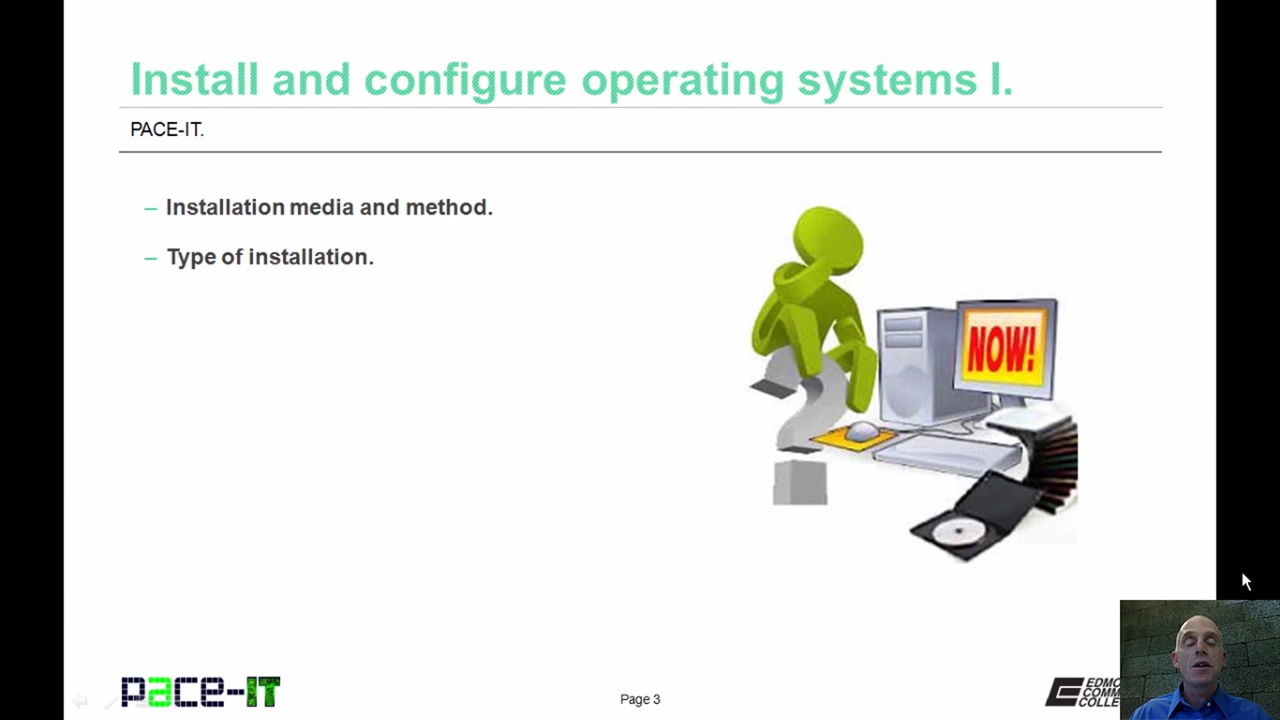 Install and configure operating systems I.
PACE-IT.
– Installation media and method.
– Type of installation.
NOW!
pace-IT
Page 3